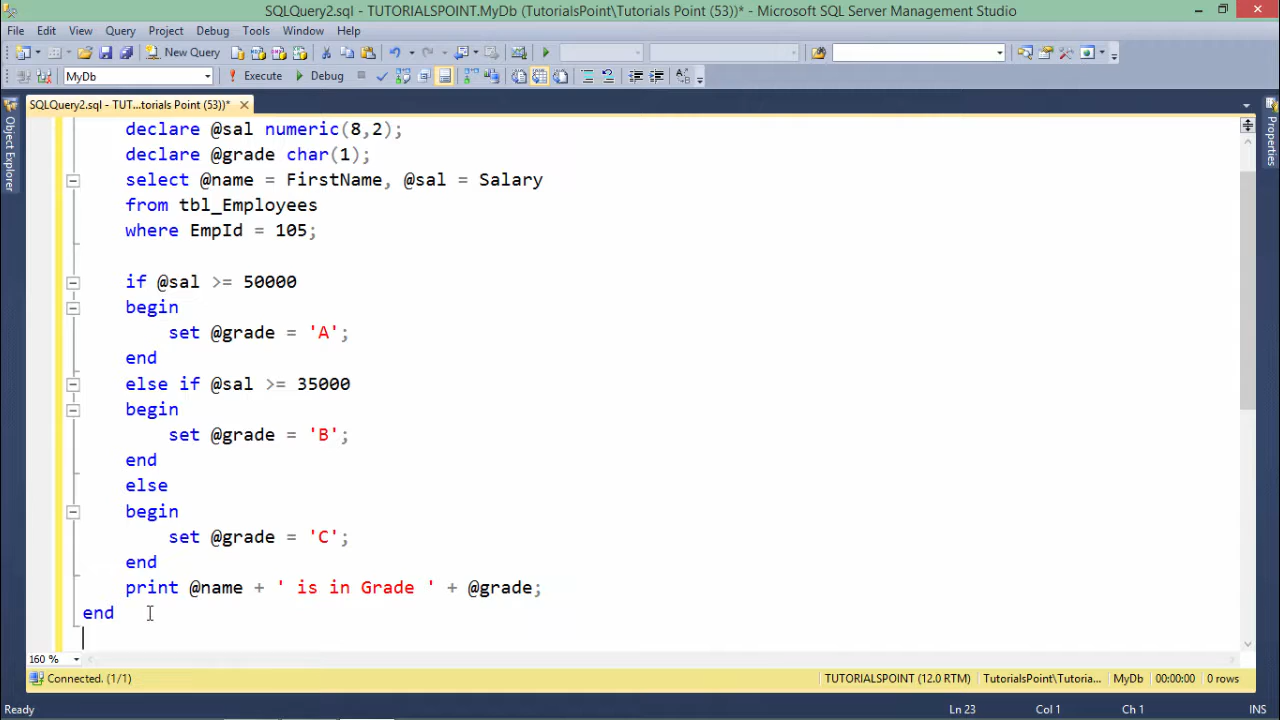 SQLQuery2.sql - TUTORIALSPOINT.MyDb (TutorialsPoint\Tutorials Point (53))* - Microsoft SQL Server Management Studio
File Edit View Query Project Debug Tools Window Help
New Query
MyDb Execute Debug
SQLQuery2.sql - TUT...torials Point (53))*
Object Explorer
Properties
declare @sal numeric(8,2);
declare @grade char(1);
select @name = FirstName, @sal = Salary
from tbl_Employees
where EmpId = 105;
if @sal >= 50000
begin
set @grade = 'A';
end
else if @sal >= 35000
begin
set @grade = 'B';
end
else
begin
set @grade = 'C';
end
print @name + ' is in Grade ' + @grade;
end
160 %
Connected. (1/1) TUTORIALSPOINT (12.0 RTM) TutorialsPoint\Tutoria... MyDb 00:00:00 0 rows
Ready Ln 23 Col 1 Ch 1 INS